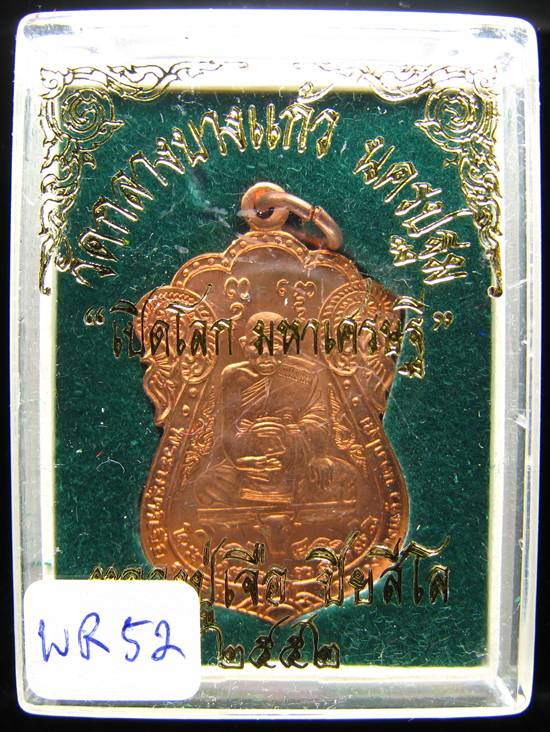 วัดกลางบางแก้ว นครปฐม
“เปิดโลก มหาเศรษฐี”
หลวงปู่เจือ ปิยสีโล
๒๕๕๒
WR 52